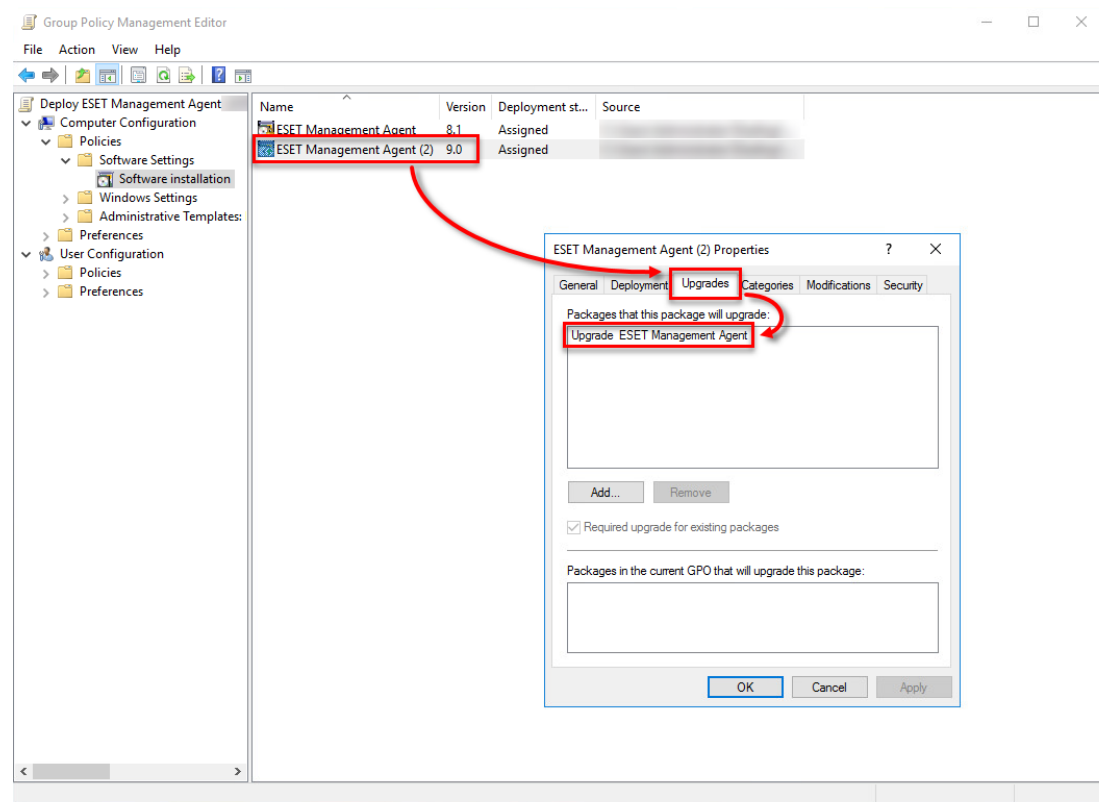 Group Policy Management Editor
File Action View Help
Deploy ESET Management Agent
Computer Configuration
Policies
Software Settings
Software installation
Windows Settings
Administrative Templates:
Preferences
User Configuration
Policies
Preferences
Name Version Deployment st... Source
ESET Management Agent 8.1 Assigned
ESET Management Agent (2) 9.0 Assigned
ESET Management Agent (2) Properties
General Deployment Upgrades Categories Modifications Security
Packages that this package will upgrade:
Upgrade ESET Management Agent
Add... Remove
Required upgrade for existing packages
Packages in the current GPO that will upgrade this package:
OK Cancel Apply